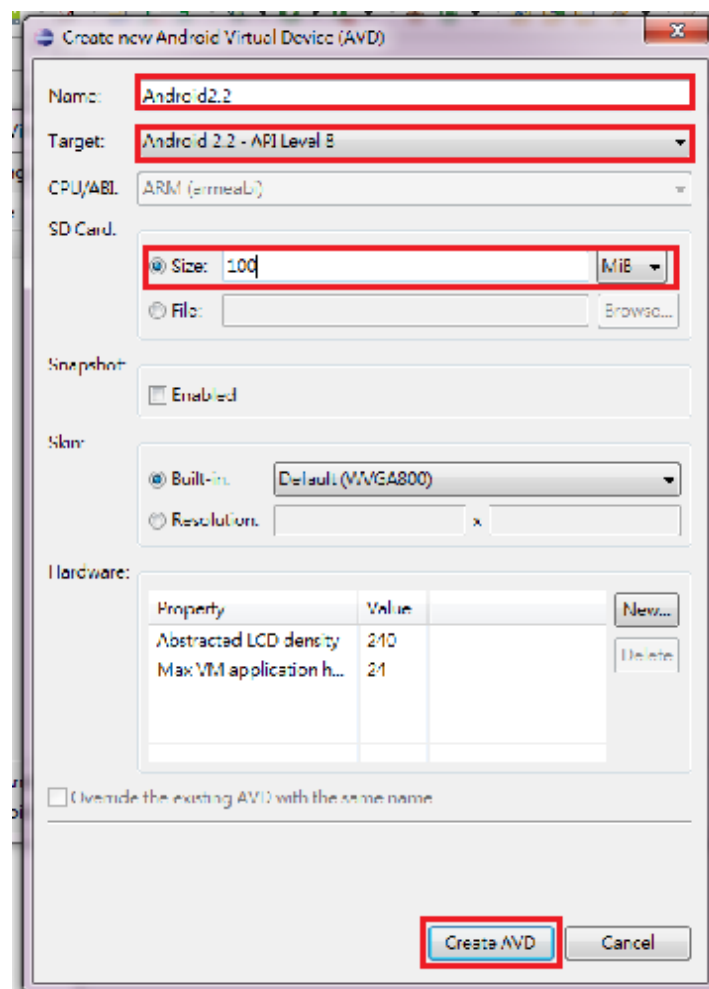 Create new Android Virtual Device (AVD)
Name: Android2.2
Target: Android 2.2 - API Level 8
CPU/ABI: ARM (armeabi)
SD Card:
Size: 100 MiB
File: Browse...
Snapshot:
Enabled
Skin:
Built-in: Default (WVGA800)
Resolution: x
Hardware:
Property Value New...
Abstracted LCD density 240 Delete
Max VM application h... 24
Override the existing AVD with the same name
Create AVD Cancel